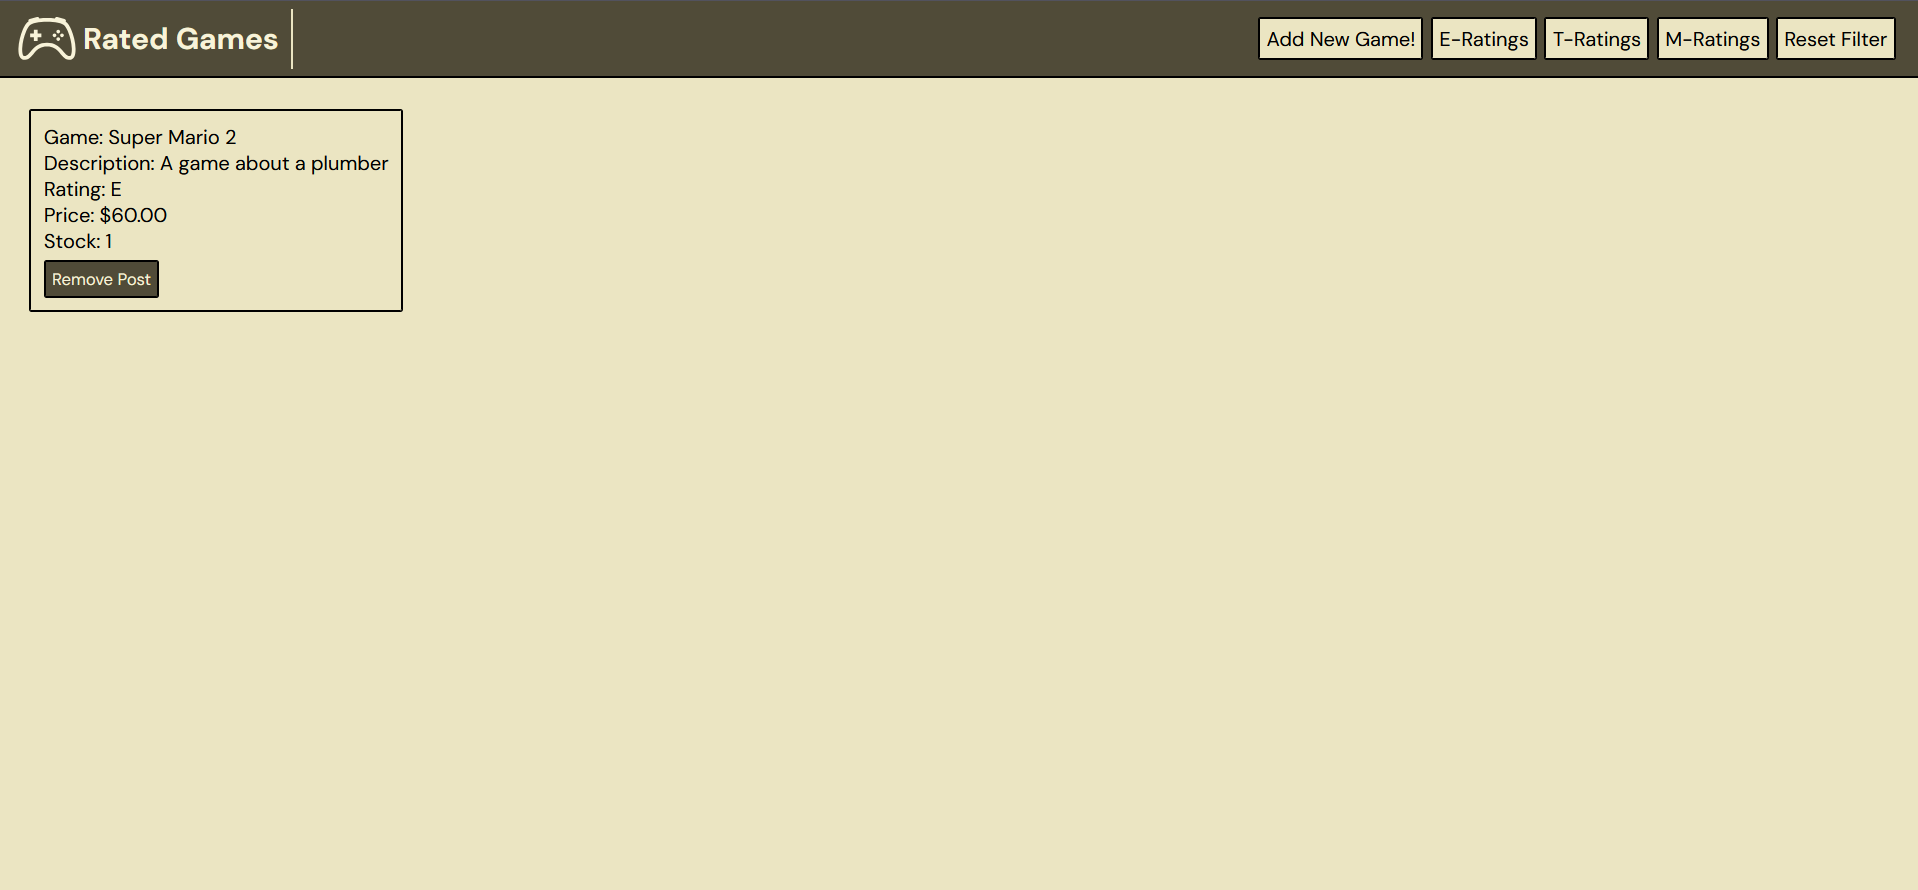 Rated Games
Add New Game!
E-Ratings
T-Ratings
M-Ratings
Reset Filter
Game: Super Mario 2
Description: A game about a plumber
Rating: E
Price: $60.00
Stock: 1
Remove Post